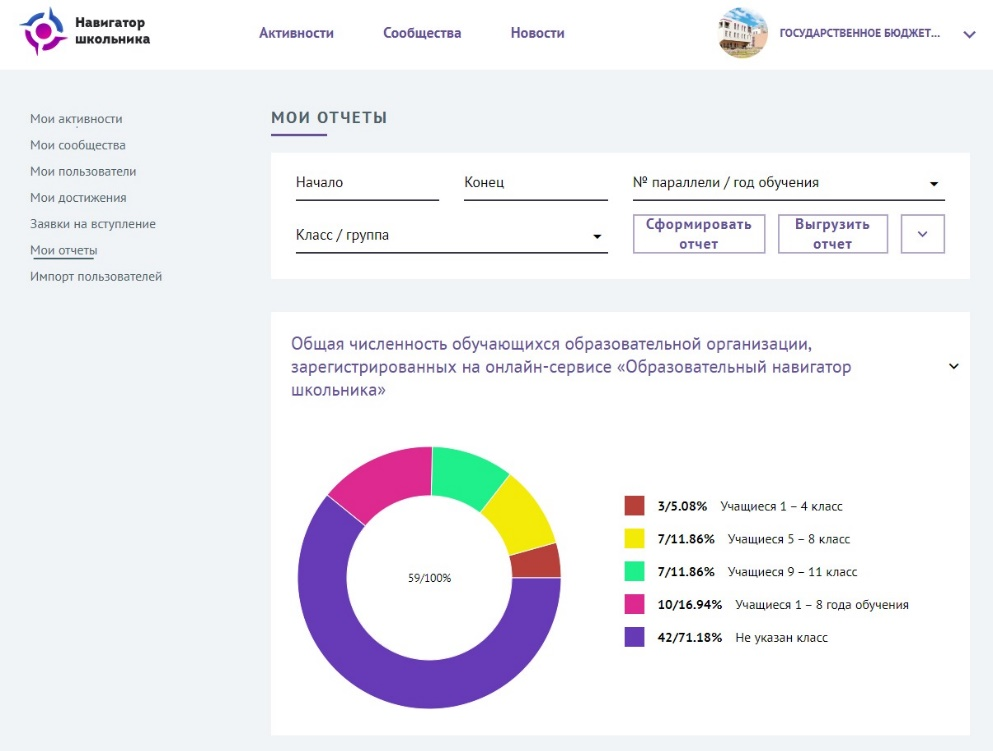 Навигатор
школьника
Активности
Сообщества
Новости
ГОСУДАРСТВЕННОЕ БЮДЖЕТ...
Мои активности
Мои сообщества
Мои пользователи
Мои достижения
Заявки на вступление
Мои отчеты
Импорт пользователей
МОИ ОТЧЕТЫ
Начало
Конец
№ параллели / год обучения
Класс / группа
Сформировать
отчет
Выгрузить
отчет
Общая численность обучающихся образовательной организации,
зарегистрированных на онлайн-сервисе «Образовательный навигатор
школьника»
59/100%
3/5.08% Учащиеся 1 – 4 класс
7/11.86% Учащиеся 5 – 8 класс
7/11.86% Учащиеся 9 – 11 класс
10/16.94% Учащиеся 1 – 8 года обучения
42/71.18% Не указан класс